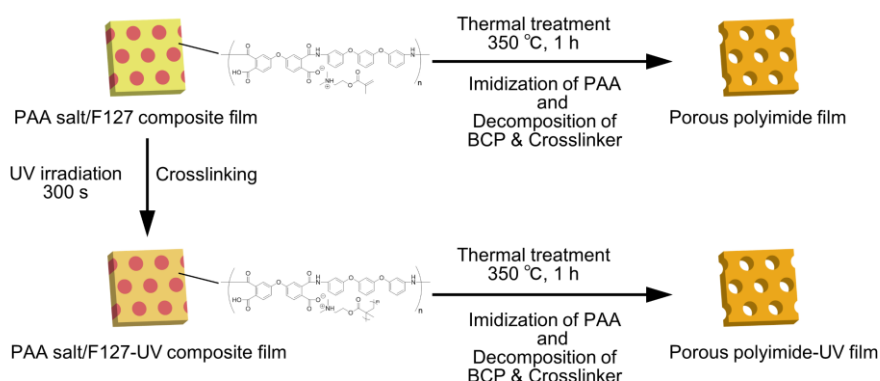 Thermal treatment
350 ℃, 1 h
Imidization of PAA
and
Decomposition of
BCP & Crosslinker
PAA salt/F127 composite film
Porous polyimide film
UV irradiation
300 s
Crosslinking
Thermal treatment
350 ℃, 1 h
Imidization of PAA
and
Decomposition of
BCP & Crosslinker
PAA salt/F127-UV composite film
Porous polyimide-UV film